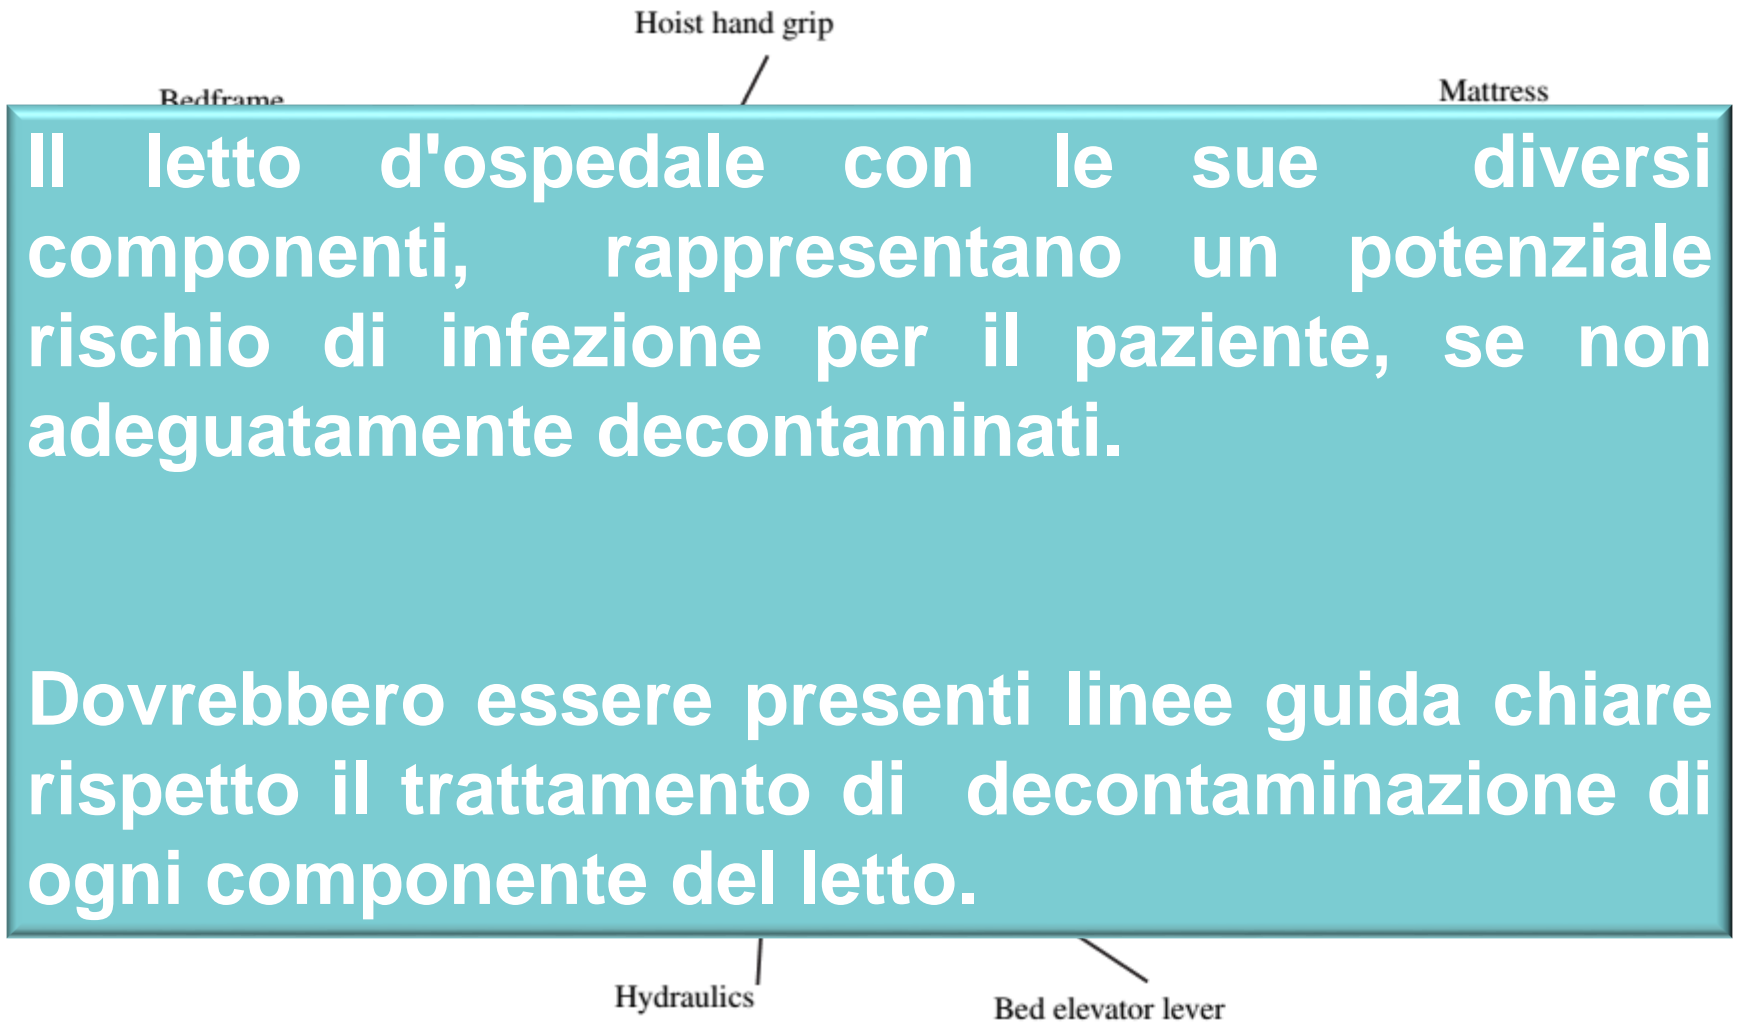 Hoist hand grip
Mattress
Bedframe
Il letto d'ospedale con le sue diversi
componenti, rappresentano un potenziale
rischio di infezione per il paziente, se non
adeguatamente decontaminati.
Dovrebbero essere presenti linee guida chiare
rispetto il trattamento di decontaminazione di
ogni componente del letto.
Hydraulics
Bed elevator lever